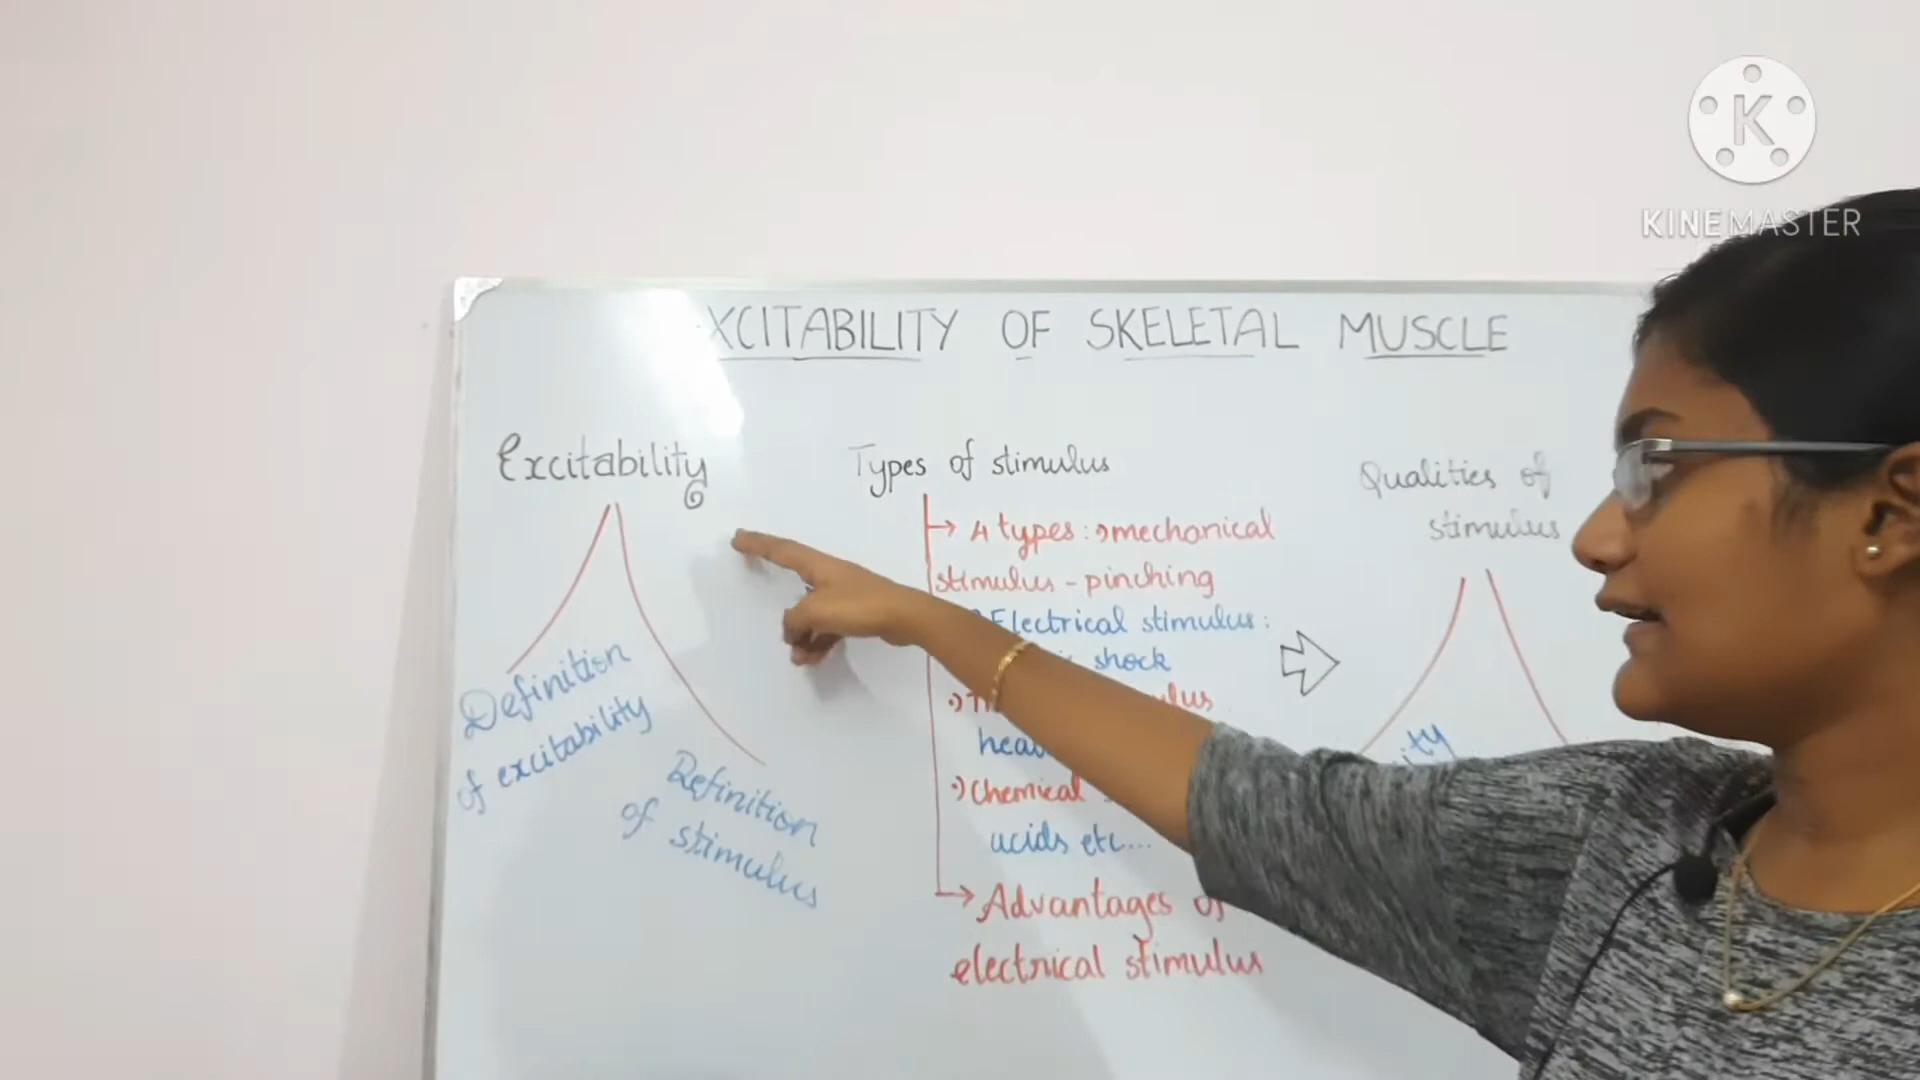 KINEMASTER
XCITABILITY OF SKELETAL MUSCLE
Excitability
Definition
of excitability
Definition
of stimulus
Types of stimulus
4 types : mechanical
stimulus - pinching
Electrical stimulus :
shock
Chemical
acids etc...
Advantages of
electrical stimulus
Qualities of
stimulus